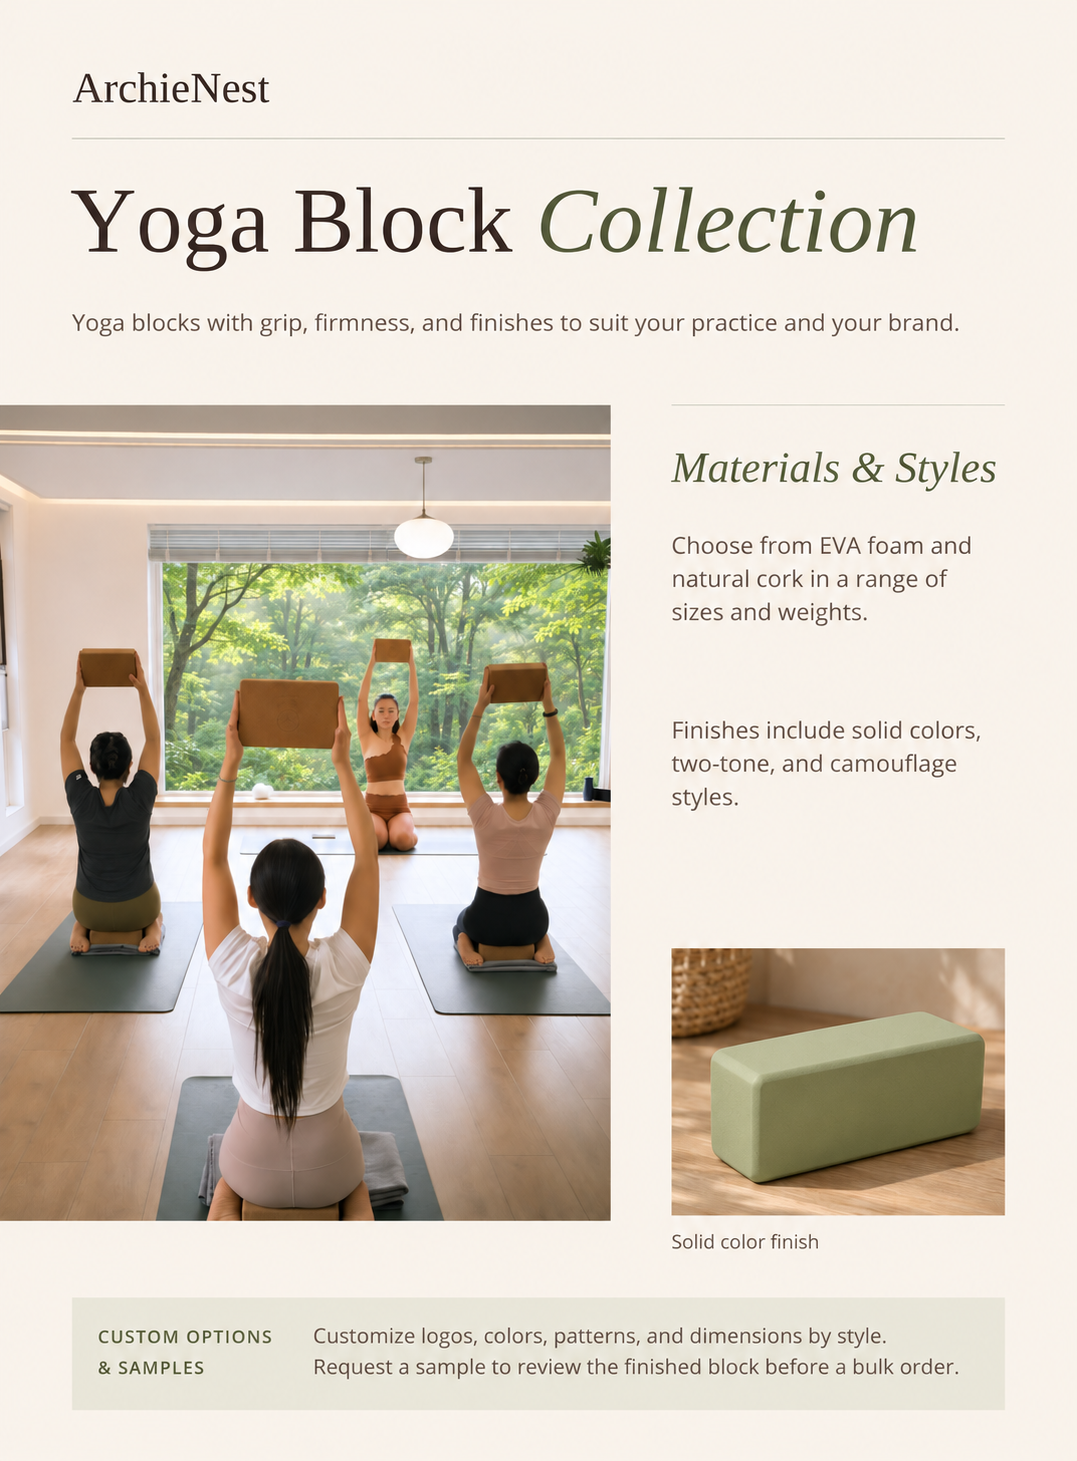 ArchieNest
Yoga Block Collection
Yoga blocks with grip, firmness, and finishes to suit your practice and your brand.
Materials & Styles
Choose from EVA foam and
natural cork in a range of
sizes and weights.
Finishes include solid colors,
two-tone, and camouflage
styles.
Solid color finish
CUSTOM OPTIONS
& SAMPLES
Customize logos, colors, patterns, and dimensions by style.
Request a sample to review the finished block before a bulk order.